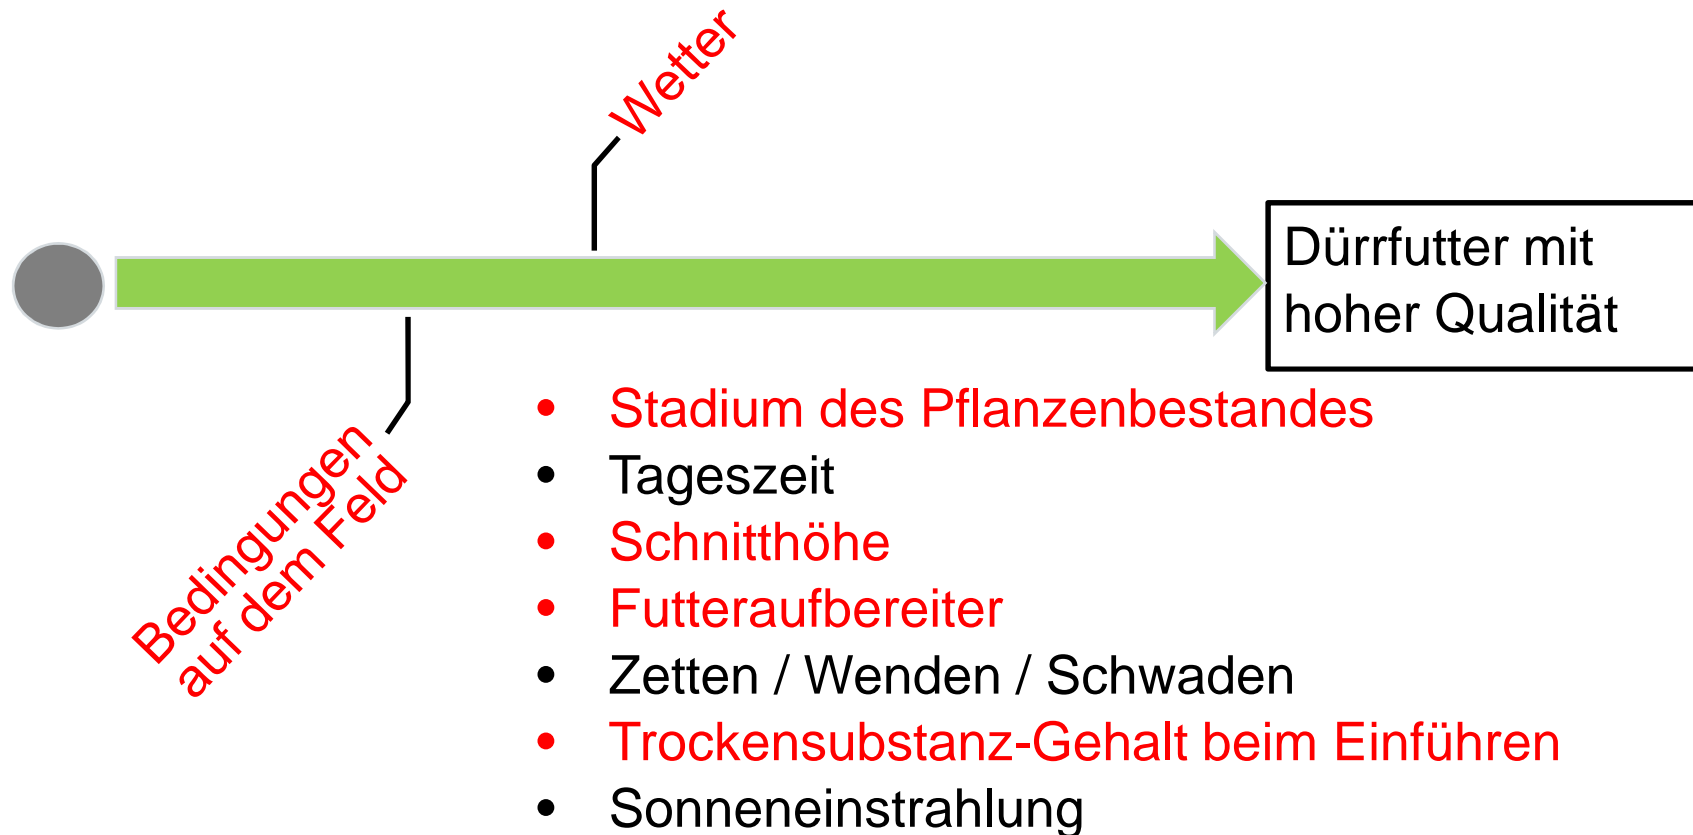 Wetter
Dürrfutter mit
hoher Qualität
Bedingungen
auf dem Feld
• Stadium des Pflanzenbestandes
• Tageszeit
• Schnitthöhe
• Futteraufbereiter
• Zetten / Wenden / Schwaden
• Trockensubstanz-Gehalt beim Einführen
• Sonneneinstrahlung